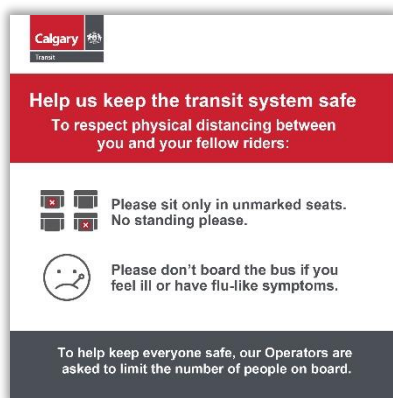 Calgary
Transit
Help us keep the transit system safe
To respect physical distancing between
you and your fellow riders:
Please sit only in unmarked seats.
No standing please.
Please don't board the bus if you
feel ill or have flu-like symptoms.
To help keep everyone safe, our Operators are
asked to limit the number of people on board.